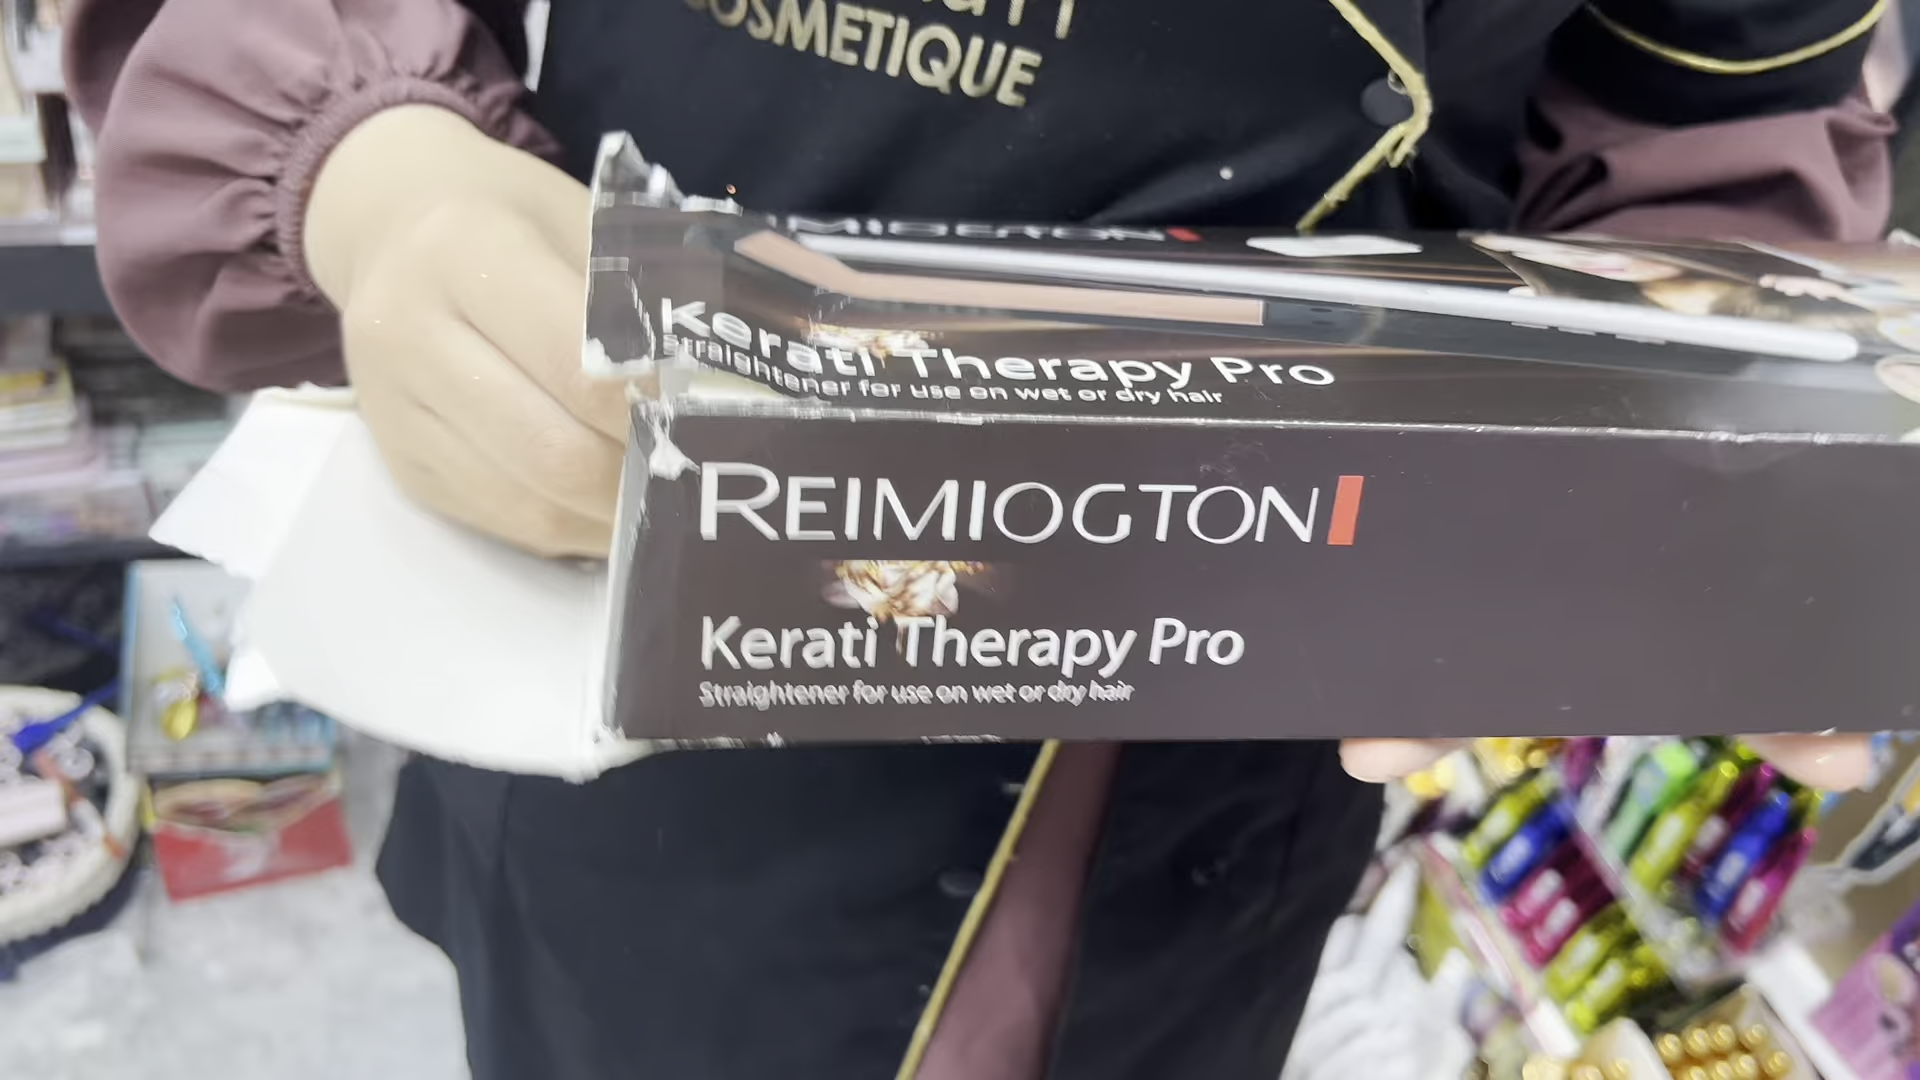 COSMETIQUE
Kerati Therapy Pro
Straightener for use on wet or dry hair
REIMIOGTON
Kerati Therapy Pro
Straightener for use on wet or dry hair